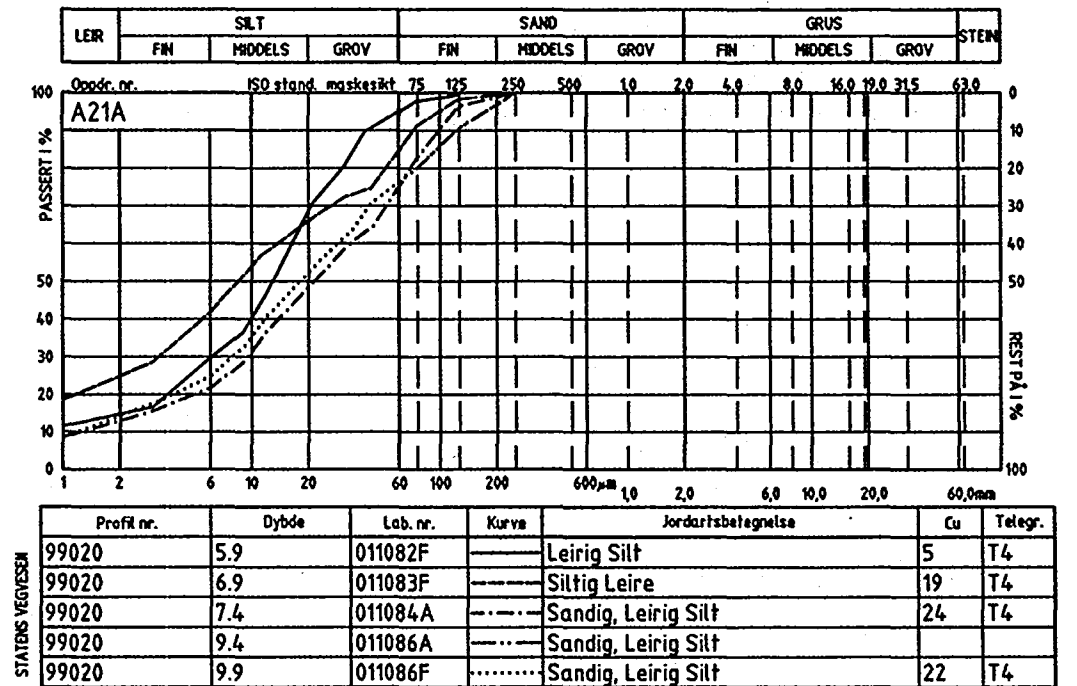 LEIR SILT SAND GRUS STEIN
FIN MIDDELS GROV FIN MIDDELS GROV FIN MIDDELS GROV
Oppdr. nr. ISO stand. maskesikt 75 125 250 500 1,0 2,0 4,0 8,0 16,0 19,0 31,5 63,0
A21A
PASSERT I %
100
50
40
30
20
10
0
0
10
20
30
40
50
100
REST PÅ I %
1 2 6 10 20 60 100 200 600µm 1,0 2,0 6,0 10,0 20,0 60,0mm
STATENS VEGVESEN
Profil nr. Dybde Lab. nr. Kurve Jordartsbetegnelse Cu Telegr.
99020 5.9 011082F Leirig Silt 5 T4
99020 6.9 011083F Siltig Leire 19 T4
99020 7.4 011084A Sandig, Leirig Silt 24 T4
99020 9.4 011086A Sandig, Leirig Silt
99020 9.9 011086F Sandig, Leirig Silt 22 T4